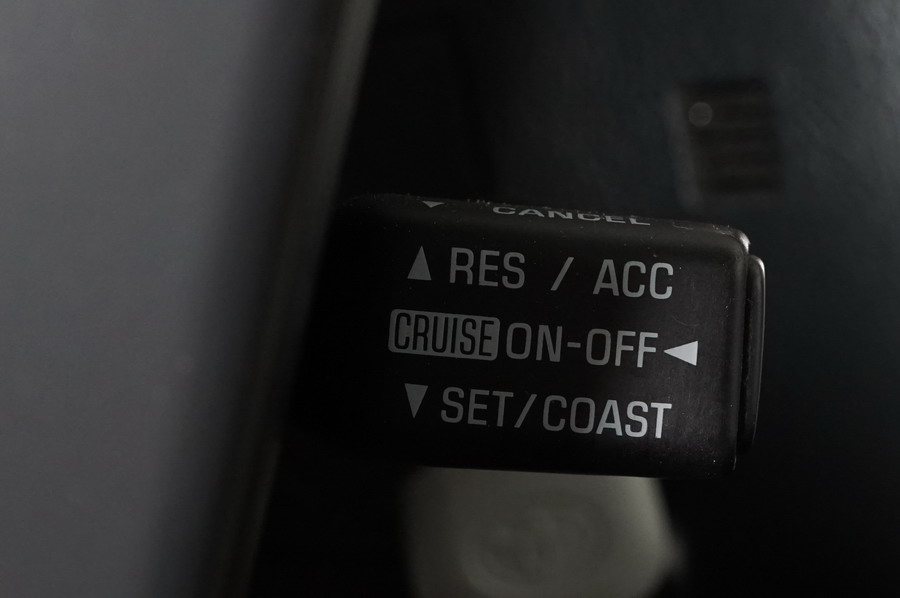 ▼ CANCEL
▲ RES / ACC
CRUISE ON-OFF ◀
▼ SET/COAST